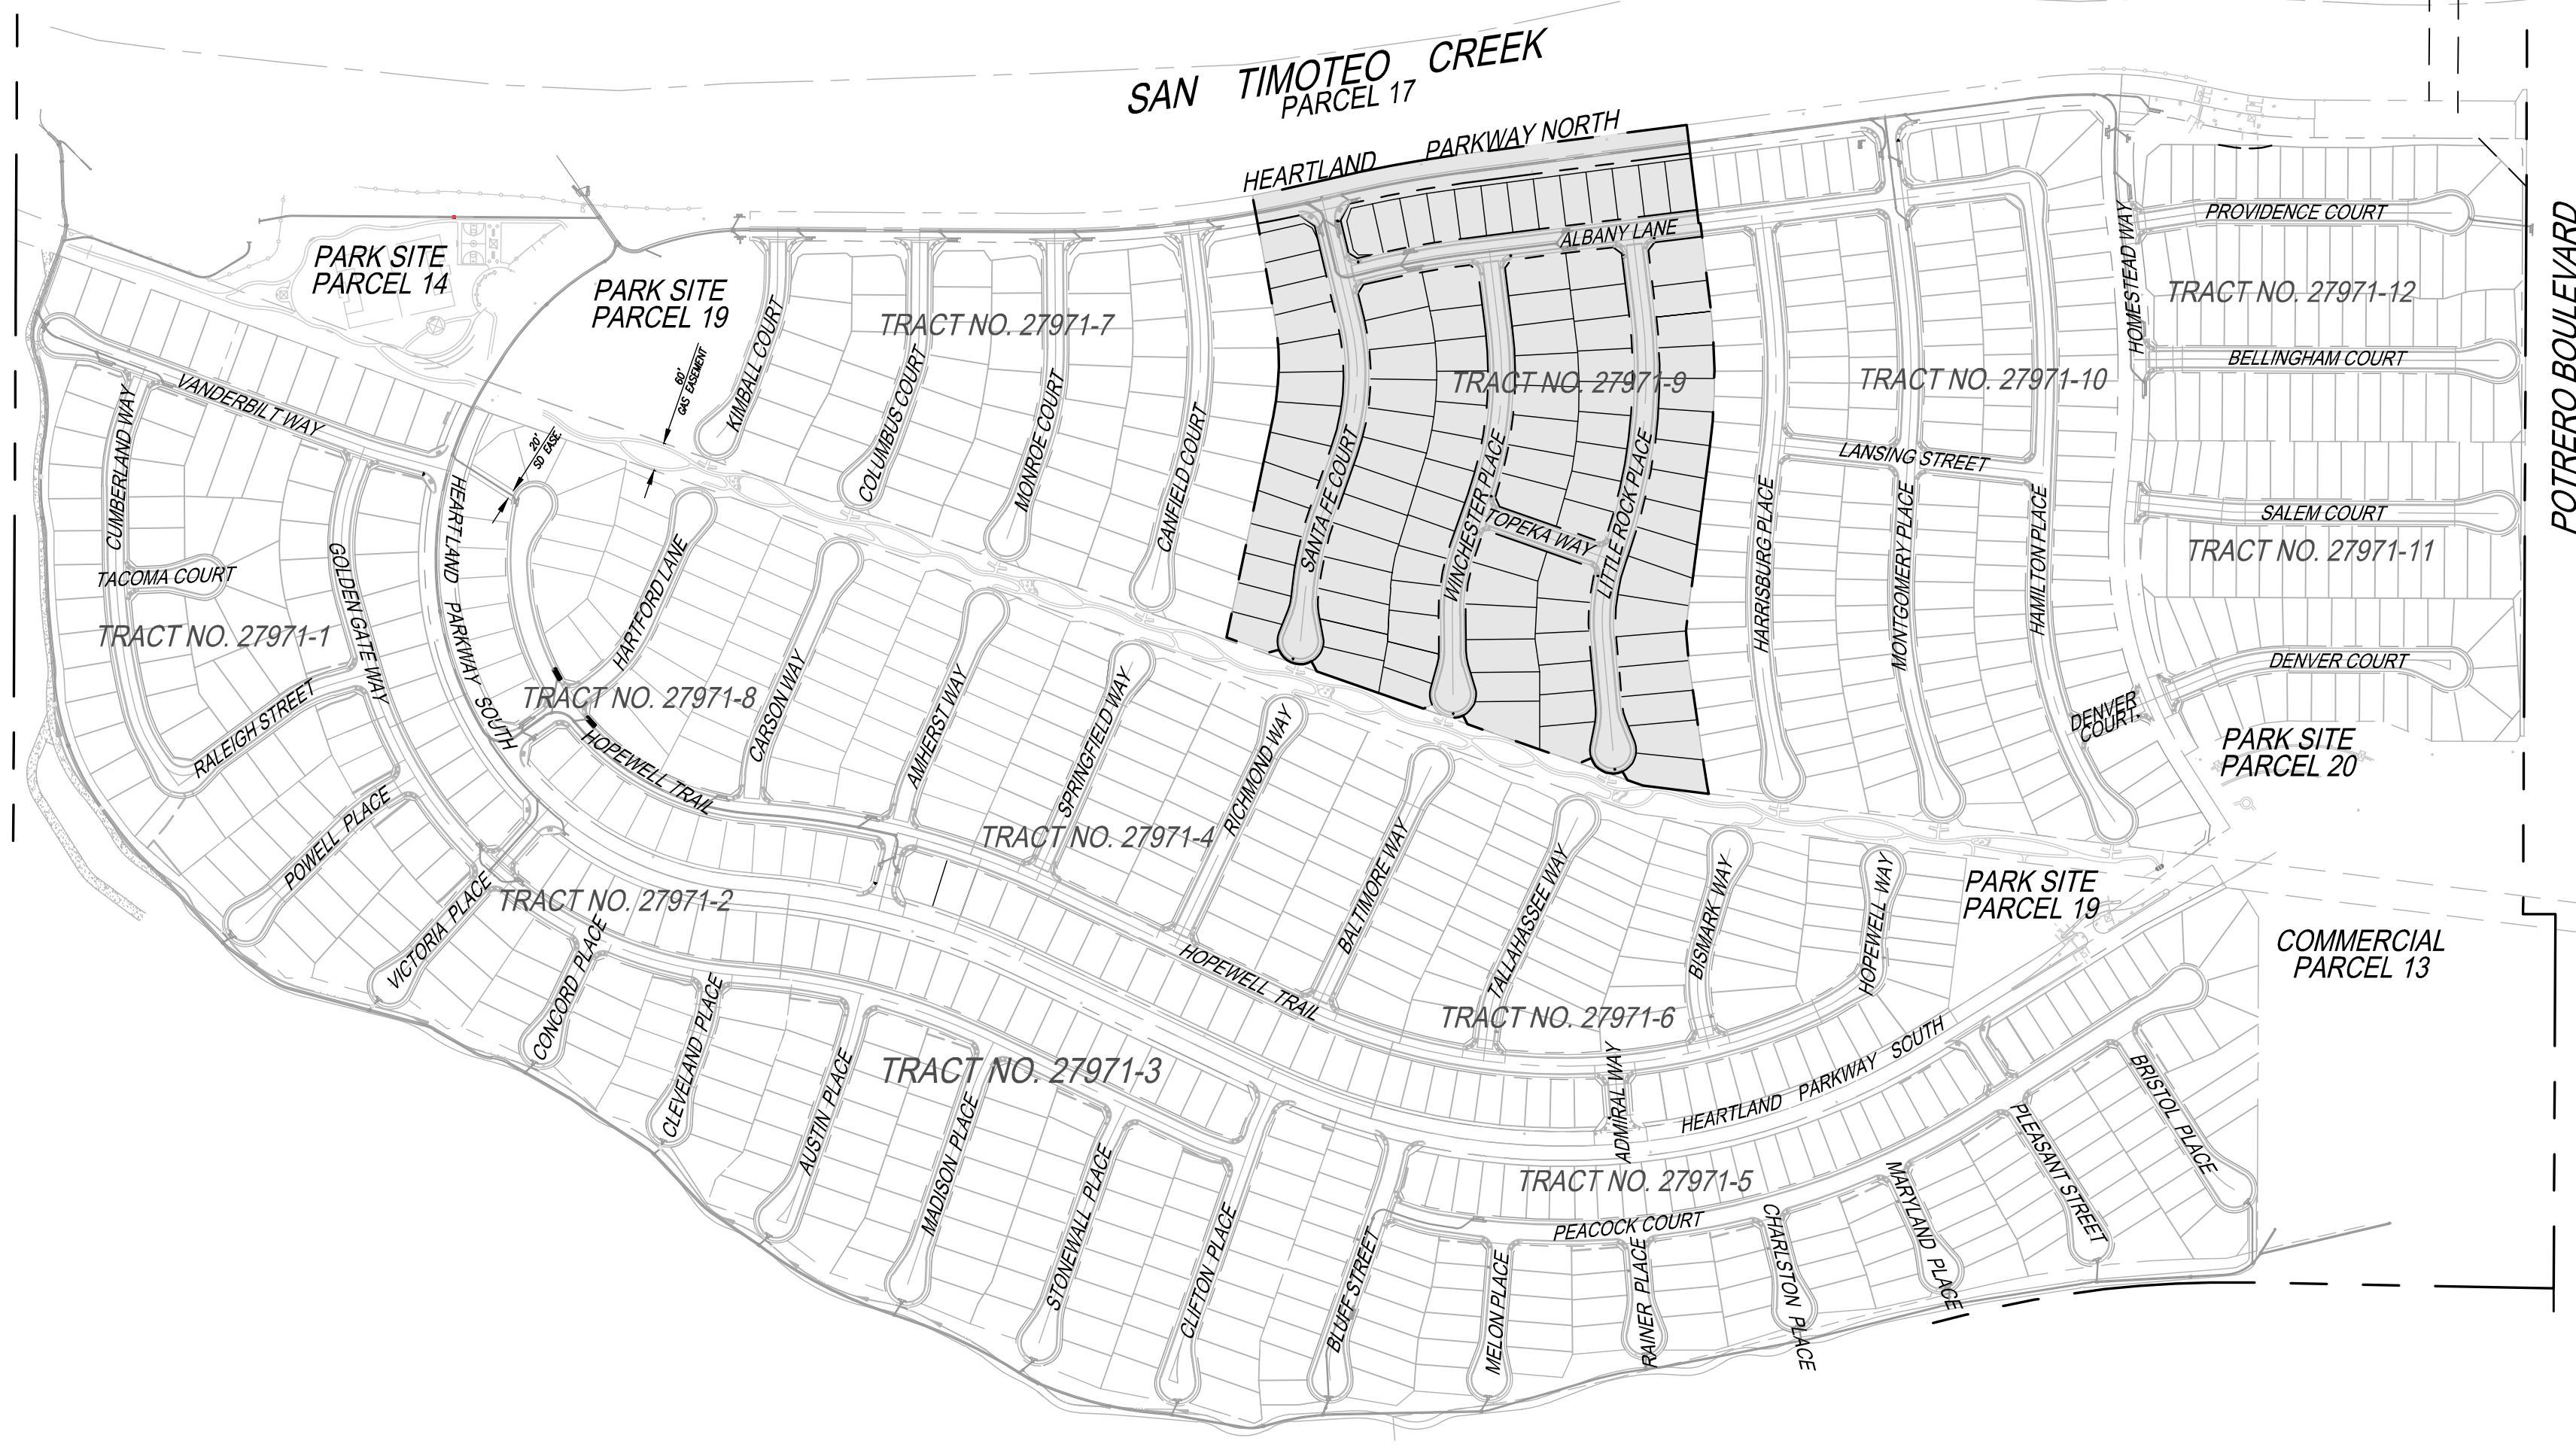 SAN TIMOTEO CREEK
PARCEL 17
HEARTLAND PARKWAY NORTH
ALBANY LANE
PARK SITE
PARCEL 14
PARK SITE
PARCEL 19
60'
GAS EASEMENT
20'
SD EASE.
KIMBALL COURT
COLUMBUS COURT
MONROE COURT
CANFIELD COURT
TRACT NO. 27971-7
SANTA FE COURT
WINCHESTER PLACE
TOPEKA WAY
LITTLE ROCK PLACE
TRACT NO. 27971-9
HARRISBURG PLACE
MONTGOMERY PLACE
HAMILTON PLACE
LANSING STREET
TRACT NO. 27971-10
HOMESTEAD WAY
PROVIDENCE COURT
TRACT NO. 27971-12
BELLINGHAM COURT
SALEM COURT
TRACT NO. 27971-11
DENVER COURT
DENVER
COURT
POTRERO BOULEVARD
PARK SITE
PARCEL 20
VANDERBILT WAY
CUMBERLAND WAY
TACOMA COURT
TRACT NO. 27971-1
GOLDEN GATE WAY
RALEIGH STREET
HEARTLAND PARKWAY SOUTH
POWELL PLACE
VICTORIA PLACE
HARTFORD LANE
TRACT NO. 27971-8
HOPEWELL TRAIL
CARSON WAY
AMHERST WAY
SPRINGFIELD WAY
RICHMOND WAY
TRACT NO. 27971-4
BALTIMORE WAY
TALLAHASSEE WAY
BISMARK WAY
HOPEWELL WAY
HOPEWELL TRAIL
TRACT NO. 27971-6
PARK SITE
PARCEL 19
COMMERCIAL
PARCEL 13
TRACT NO. 27971-2
CONCORD PLACE
CLEVELAND PLACE
AUSTIN PLACE
TRACT NO. 27971-3
MADISON PLACE
STONEWALL PLACE
CLIFTON PLACE
BLUFF STREET
ADMIRAL WAY
HEARTLAND PARKWAY SOUTH
TRACT NO. 27971-5
PEACOCK COURT
MELON PLACE
RAINER PLACE
CHARLSTON PLACE
MARYLAND PLACE
PLEASANT STREET
BRISTOL PLACE